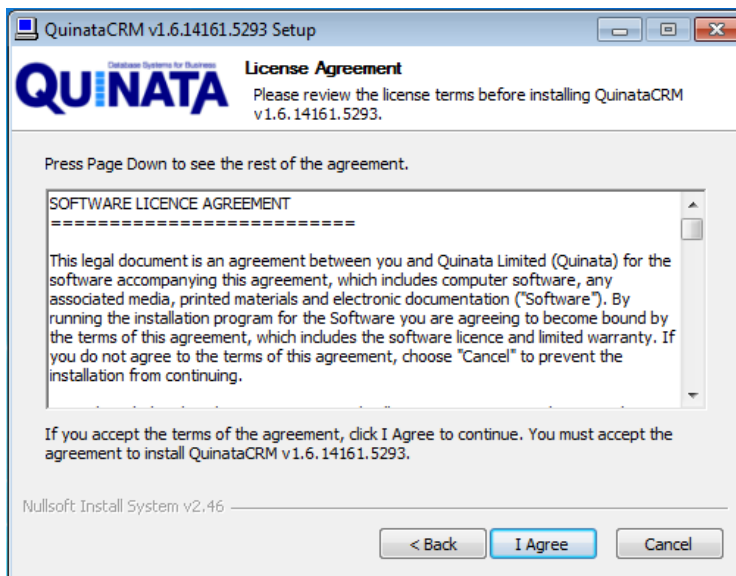 QuinataCRM v1.6.14161.5293 Setup
Database Systems for Business
QUINATA
License Agreement
Please review the license terms before installing QuinataCRM
v1.6.14161.5293.
Press Page Down to see the rest of the agreement.
SOFTWARE LICENCE AGREEMENT
===========================
This legal document is an agreement between you and Quinata Limited (Quinata) for the
software accompanying this agreement, which includes computer software, any
associated media, printed materials and electronic documentation ("Software"). By
running the installation program for the Software you are agreeing to become bound by
the terms of this agreement, which includes the software licence and limited warranty. If
you do not agree to the terms of this agreement, choose "Cancel" to prevent the
installation from continuing.
If you accept the terms of the agreement, click I Agree to continue. You must accept the
agreement to install QuinataCRM v1.6.14161.5293.
Nullsoft Install System v2.46
< Back
I Agree
Cancel